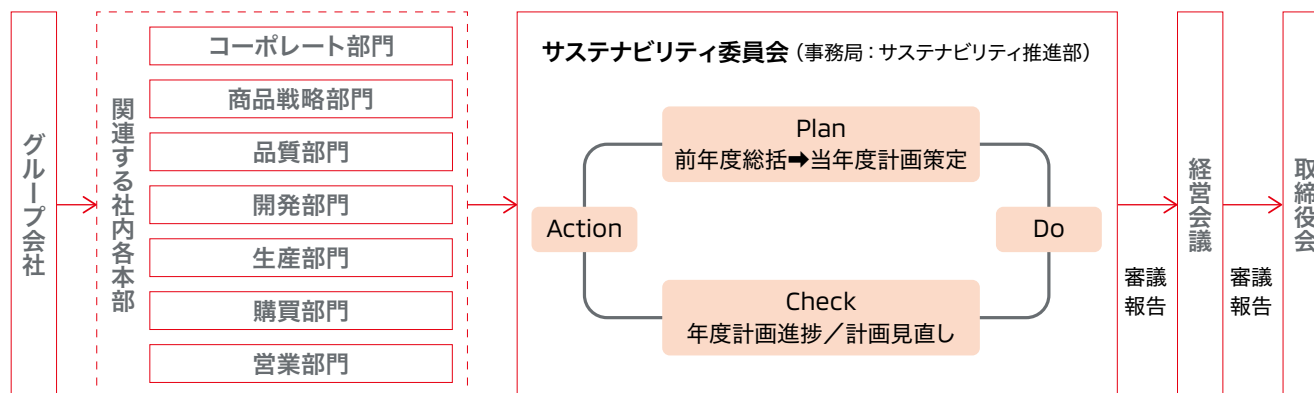 グループ会社
関連する社内各本部
コーポレート部門
商品戦略部門
品質部門
開発部門
生産部門
購買部門
営業部門
サステナビリティ委員会（事務局：サステナビリティ推進部）
Plan
前年度総括➡当年度計画策定
Action
Do
Check
年度計画進捗／計画見直し
審議
報告
経営会議
審議
報告
取締役会